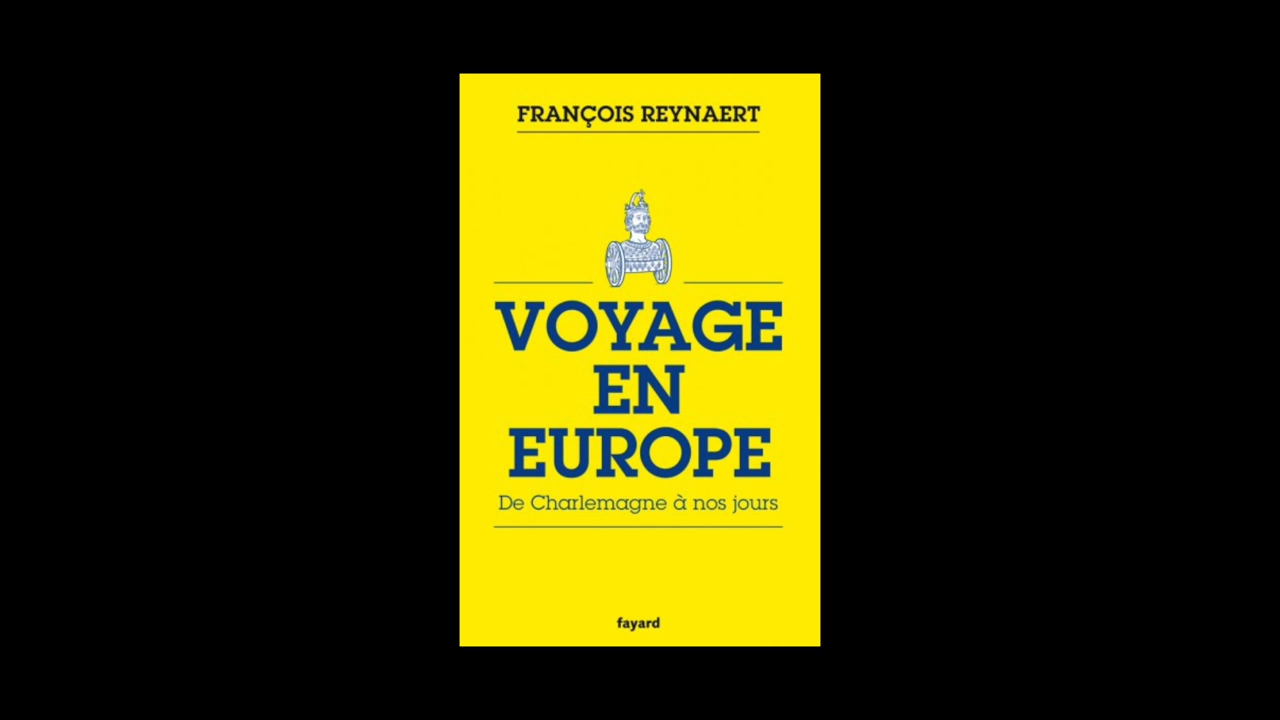 FRANÇOIS REYNAERT
VOYAGE
EN
EUROPE
De Charlemagne à nos jours
fayard